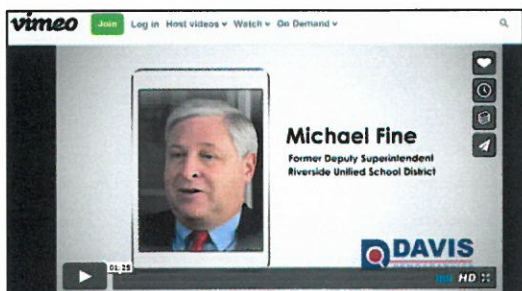 vimeo Join Log in Host videos Watch On Demand
Michael Fine
Former Deputy Superintendent
Riverside Unified School District
DAVIS
01:25
HD